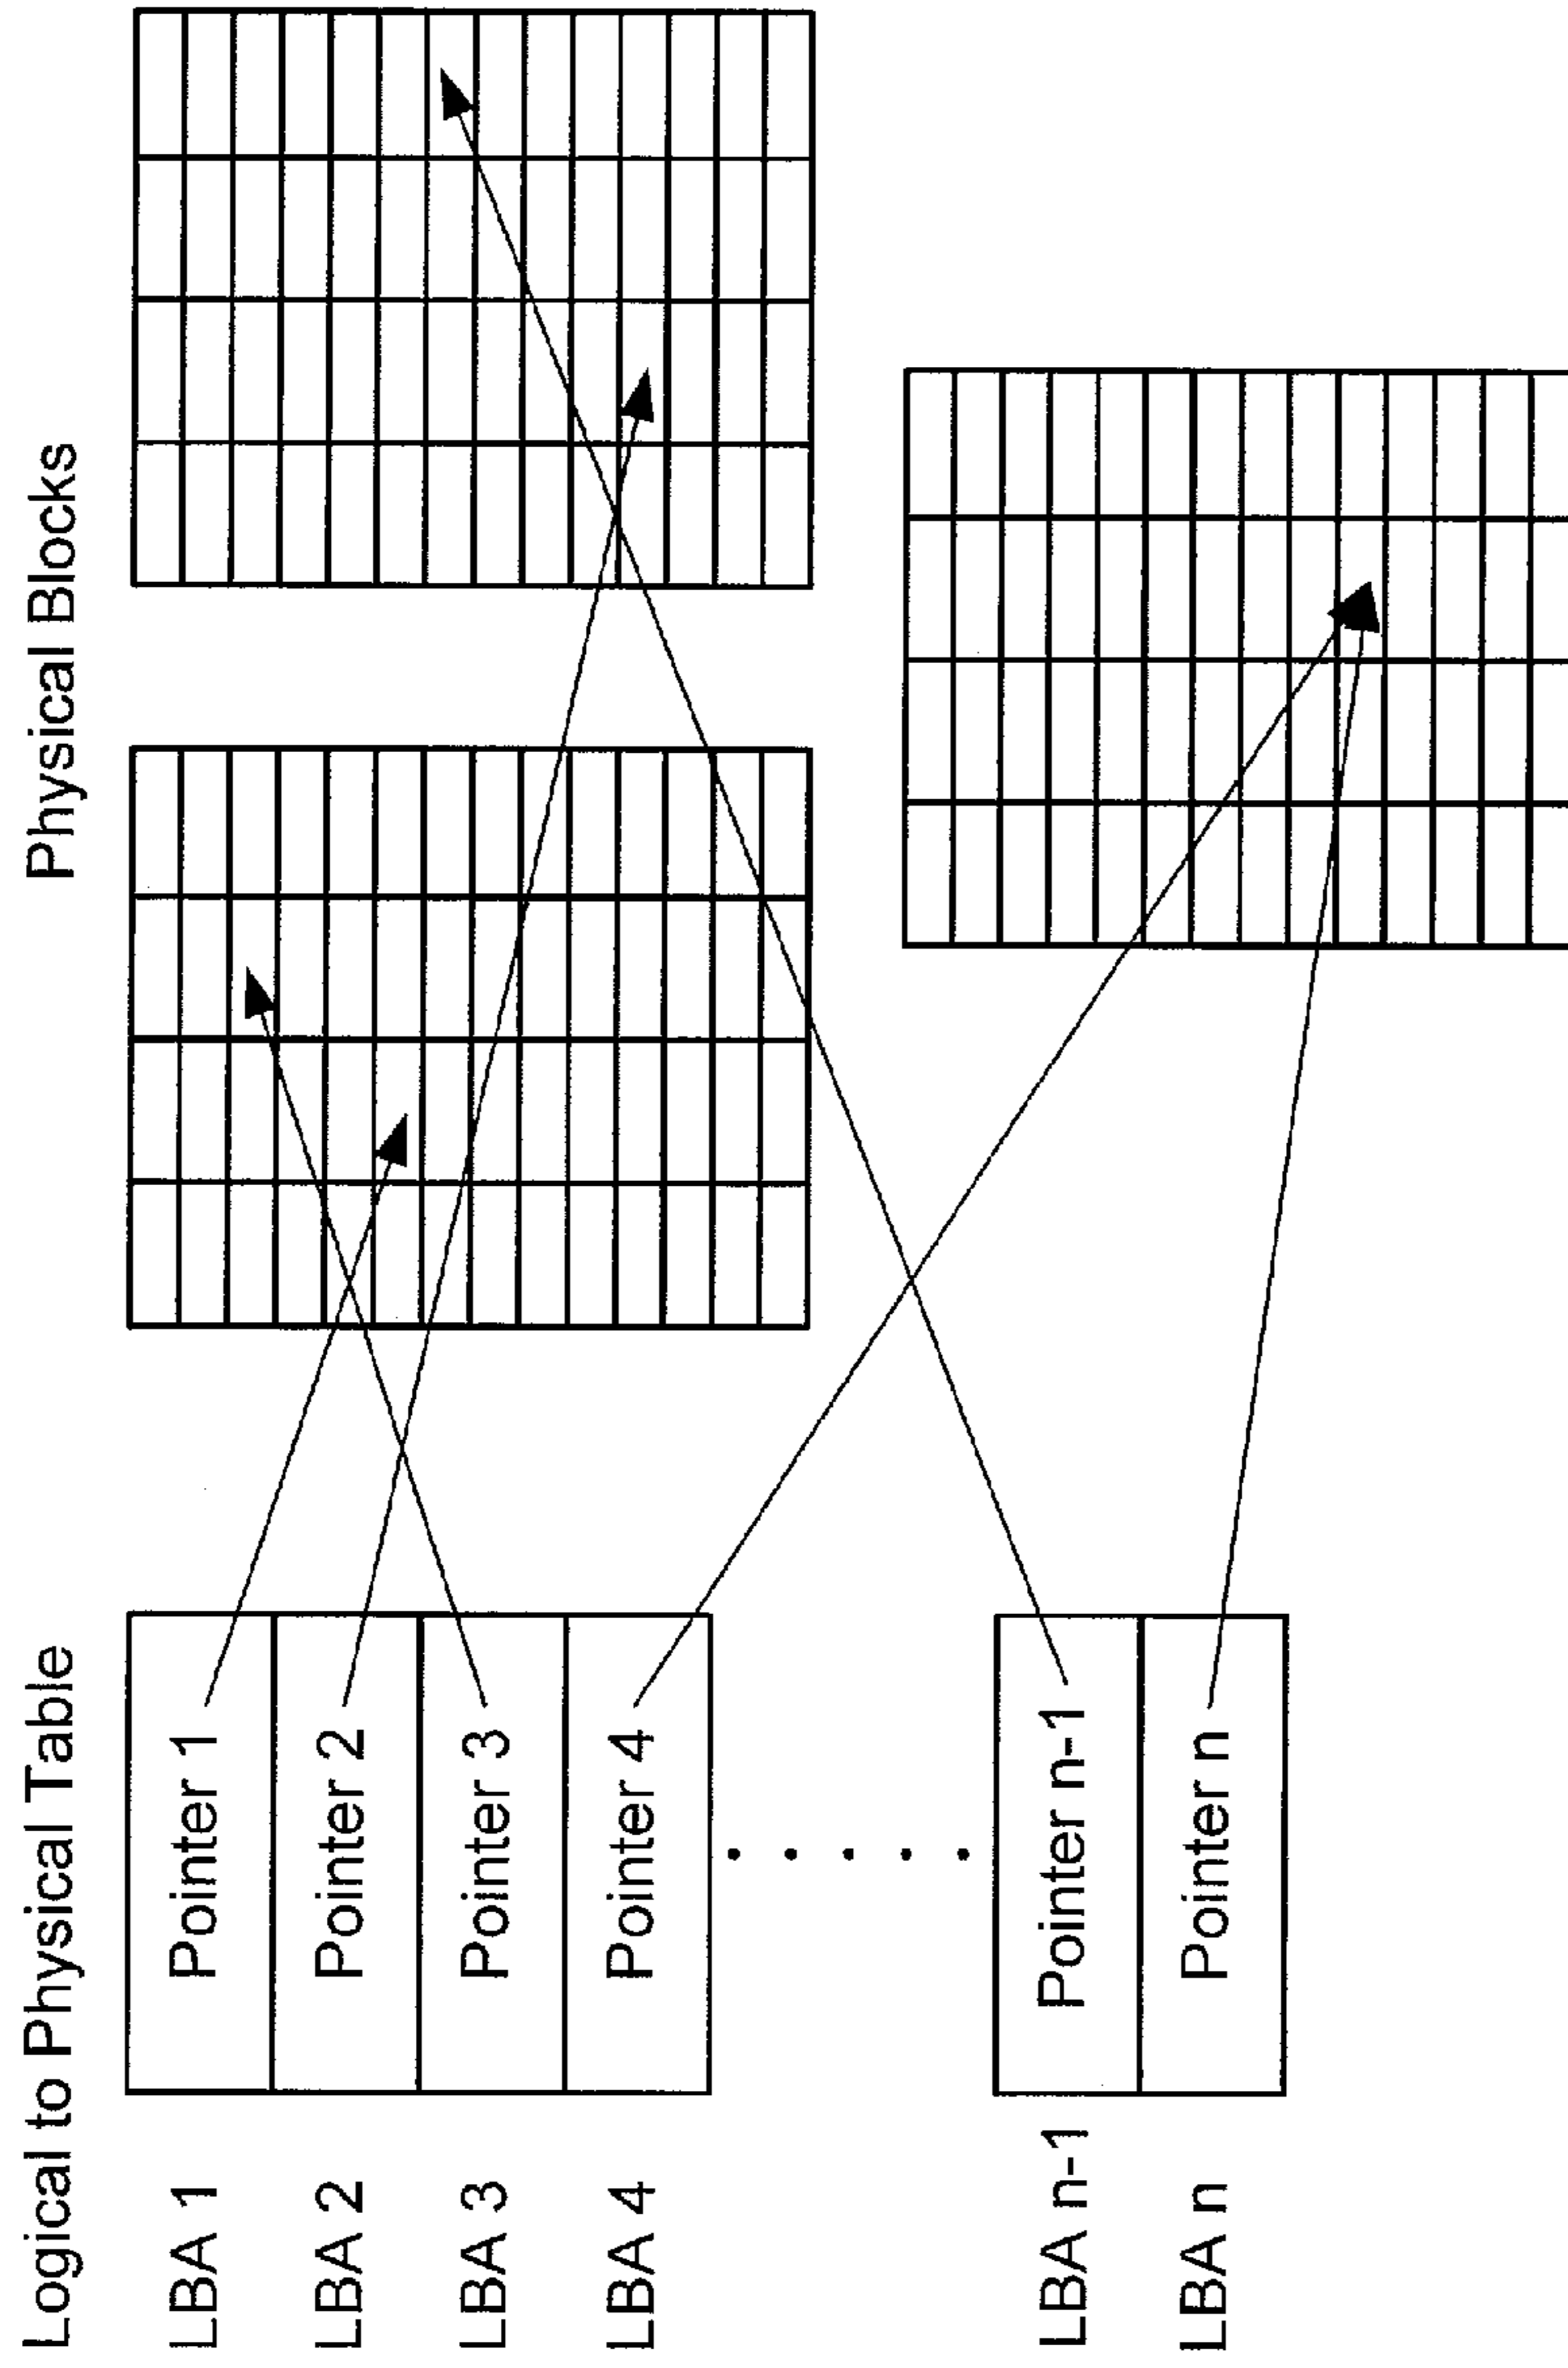 Logical to Physical Table
Physical Blocks
LBA 1
Pointer 1
LBA 2
Pointer 2
LBA 3
Pointer 3
LBA 4
Pointer 4
LBA n-1
Pointer n-1
LBA n
Pointer n